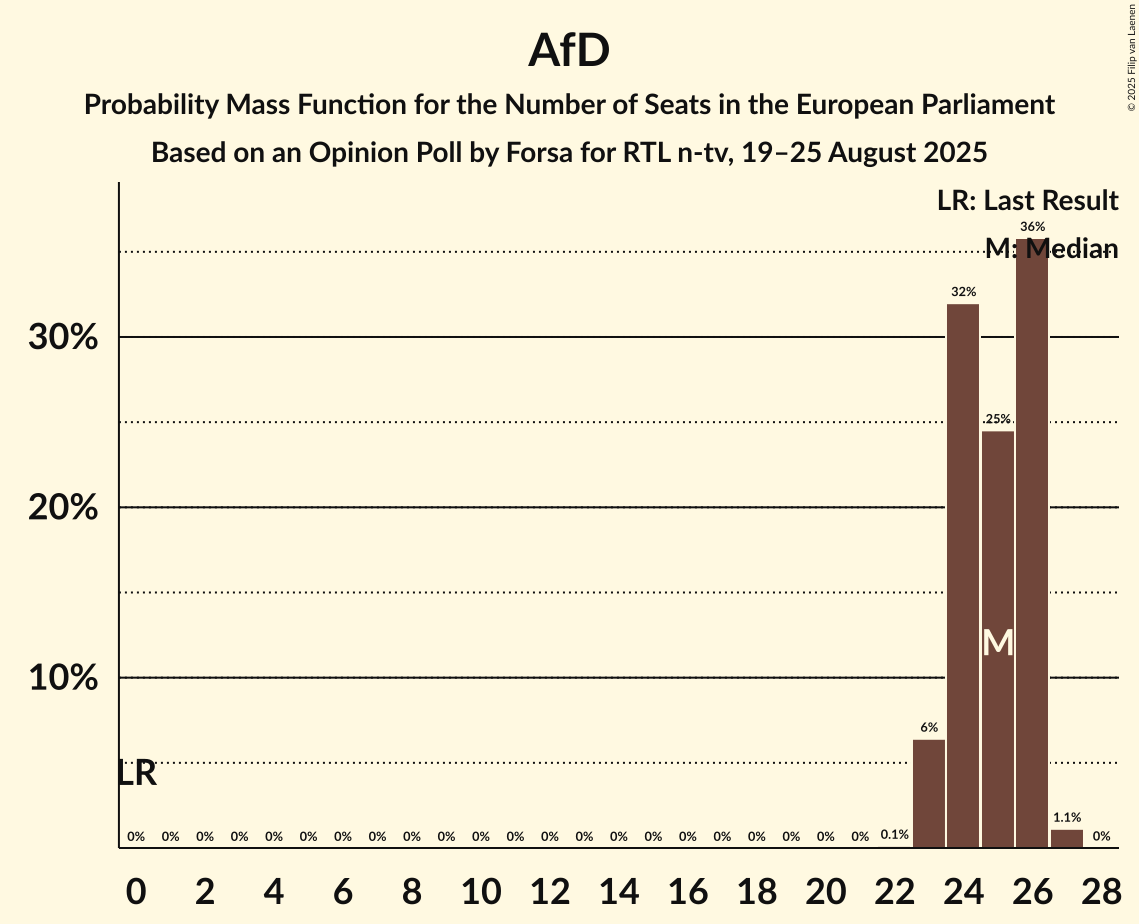 AfD
Probability Mass Function for the Number of Seats in the European Parliament
Based on an Opinion Poll by Forsa for RTL n-tv, 19–25 August 2025
© 2025 Filip van Laenen
LR: Last Result
M: Median
36%
32%
30%
25%
20%
M
10%
6%
LR
1.1%
0% 0% 0% 0% 0% 0% 0% 0% 0% 0% 0% 0% 0% 0% 0% 0% 0% 0% 0% 0% 0% 0% 0.1% 0%
0 2 4 6 8 10 12 14 16 18 20 22 24 26 28